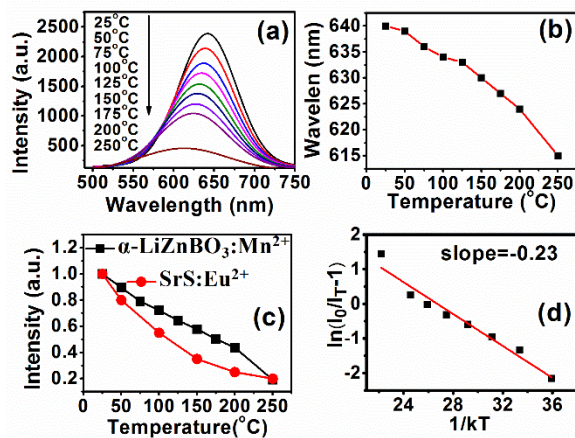 (a)
25°C
50°C
75°C
100°C
125°C
150°C
175°C
200°C
250°C
Intensity (a.u.)
2500
2000
1500
1000
500
500 550 600 650 700 750
Wavelength (nm)
(b)
Wavelen (nm)
640
635
630
625
620
615
0 50 100 150 200 250
Temperature (°C)
(c)
α-LiZnBO₃:Mn²⁺
SrS:Eu²⁺
Intensity (a.u.)
1.2
1.0
0.8
0.6
0.4
0.2
0 50 100 150 200 250
Temperature(°C)
(d)
slope=-0.23
ln(I₀/I_T-1)
2
1
0
-1
-2
24 28 32 36
1/kT